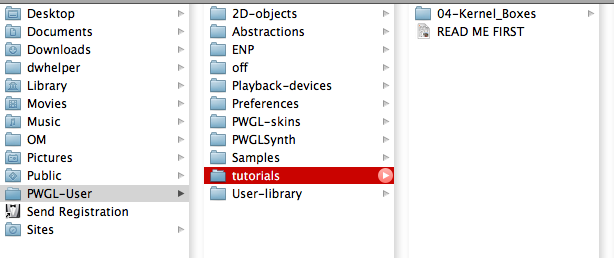 Desktop
Documents
Downloads
dwhelper
Library
Movies
Music
OM
Pictures
Public
PWGL-User
Send Registration
Sites
2D-objects
Abstractions
ENP
off
Playback-devices
Preferences
PWGL-skins
PWGLSynth
Samples
tutorials
User-library
04-Kernel_Boxes
READ ME FIRST